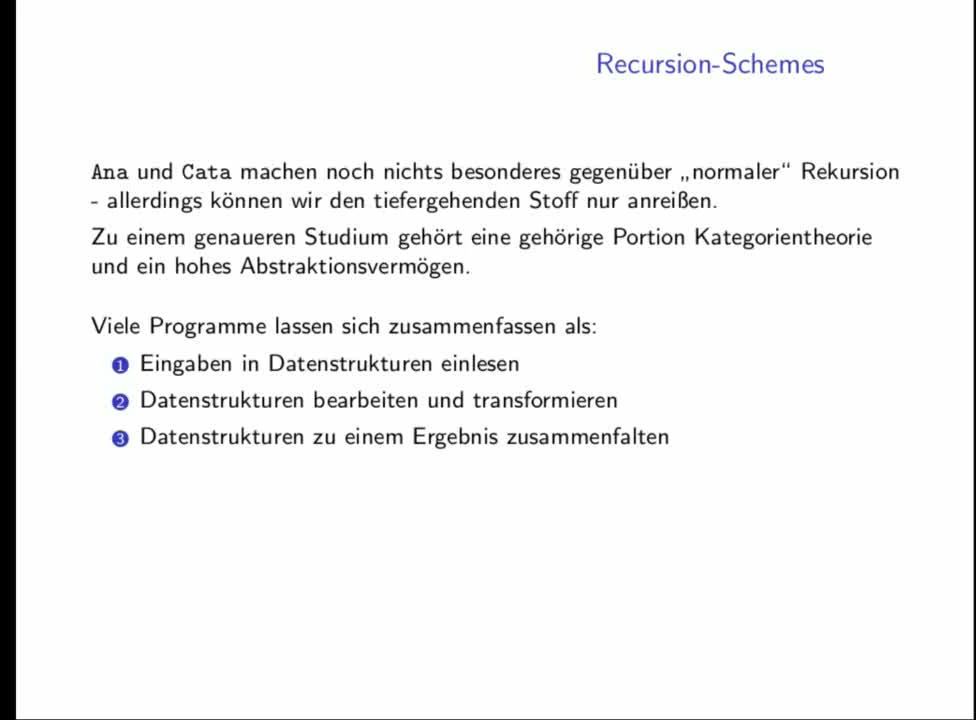 Recursion-Schemes
Ana und Cata machen noch nichts besonderes gegenüber „normaler“ Rekursion
- allerdings können wir den tiefergehenden Stoff nur anreißen.
Zu einem genaueren Studium gehört eine gehörige Portion Kategorientheorie
und ein hohes Abstraktionsvermögen.
Viele Programme lassen sich zusammenfassen als:
1 Eingaben in Datenstrukturen einlesen
2 Datenstrukturen bearbeiten und transformieren
3 Datenstrukturen zu einem Ergebnis zusammenfalten